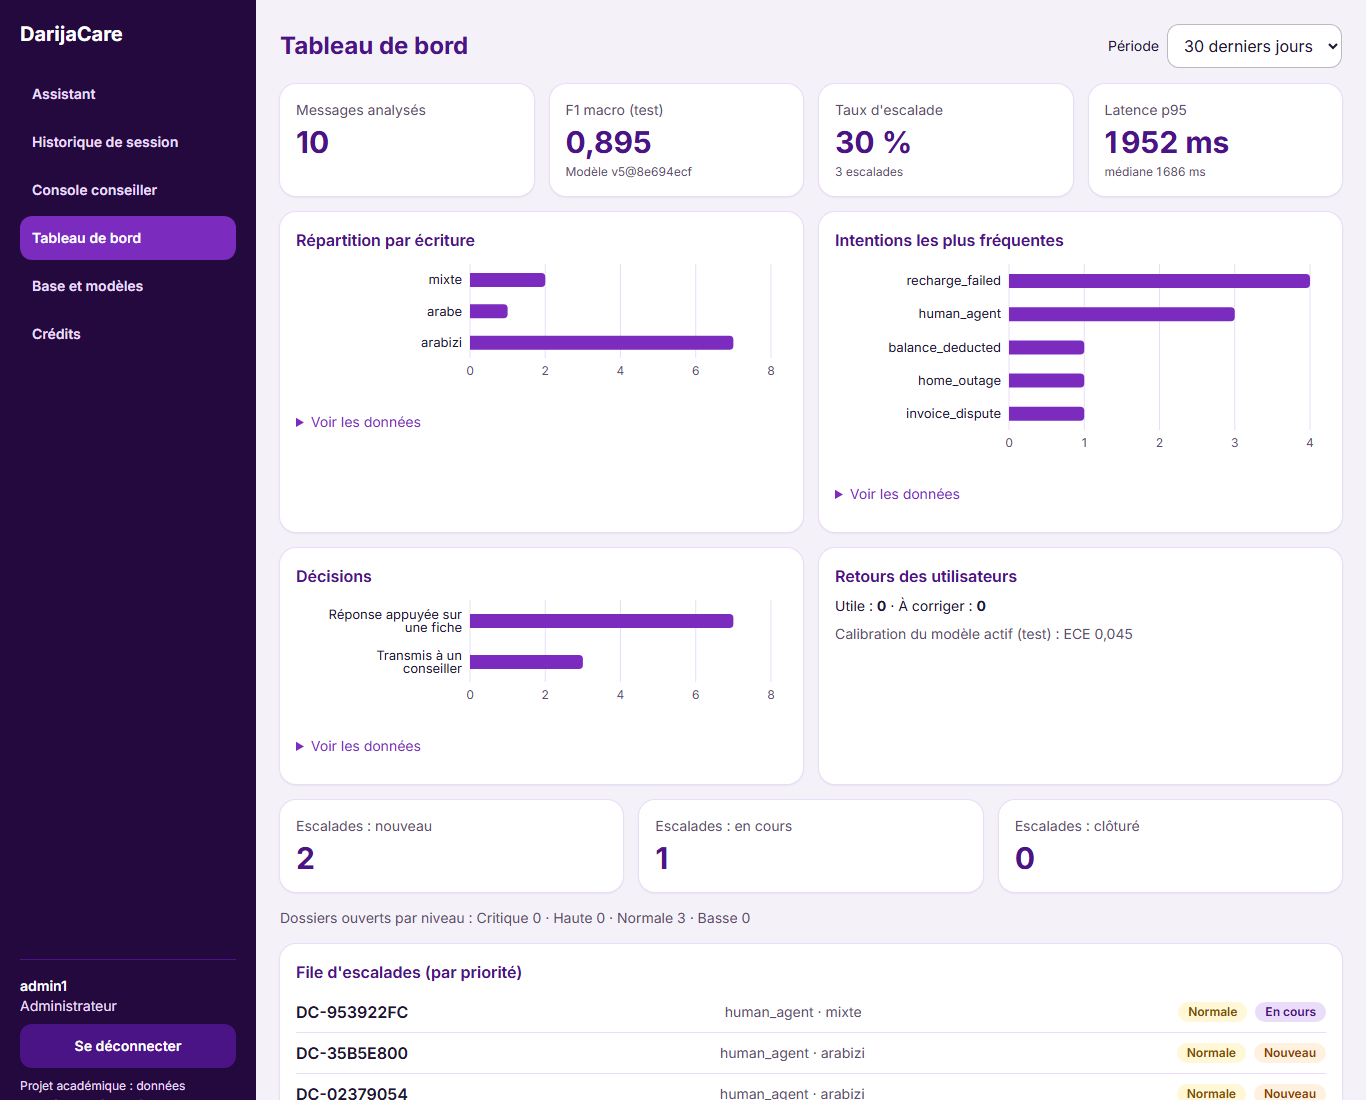 DarijaCare
Assistant
Historique de session
Console conseiller
Tableau de bord
Base et modèles
Crédits
admin1
Administrateur
Se déconnecter
Projet académique : données
Tableau de bord
Période
30 derniers jours
Messages analysés
10
F1 macro (test)
0,895
Modèle v5@8e694ecf
Taux d'escalade
30 %
3 escalades
Latence p95
1 952 ms
médiane 1 686 ms
Répartition par écriture
mixte
arabe
arabizi
0 2 4 6 8
▶ Voir les données
Intentions les plus fréquentes
recharge_failed
human_agent
balance_deducted
home_outage
invoice_dispute
0 1 2 3 4
▶ Voir les données
Décisions
Réponse appuyée sur
une fiche
Transmis à un
conseiller
0 2 4 6 8
▶ Voir les données
Retours des utilisateurs
Utile : 0 · À corriger : 0
Calibration du modèle actif (test) : ECE 0,045
Escalades : nouveau
2
Escalades : en cours
1
Escalades : clôturé
0
Dossiers ouverts par niveau : Critique 0 · Haute 0 · Normale 3 · Basse 0
File d'escalades (par priorité)
DC-953922FC human_agent · mixte Normale En cours
DC-35B5E800 human_agent · arabizi Normale Nouveau
DC-02379054 human_agent · arabizi Normale Nouveau